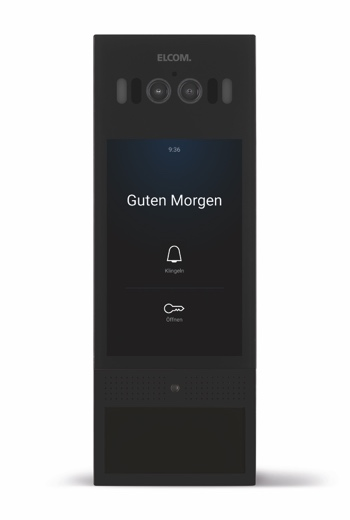 ELCOM.
9:36
Guten Morgen
Klingeln
Öffnen